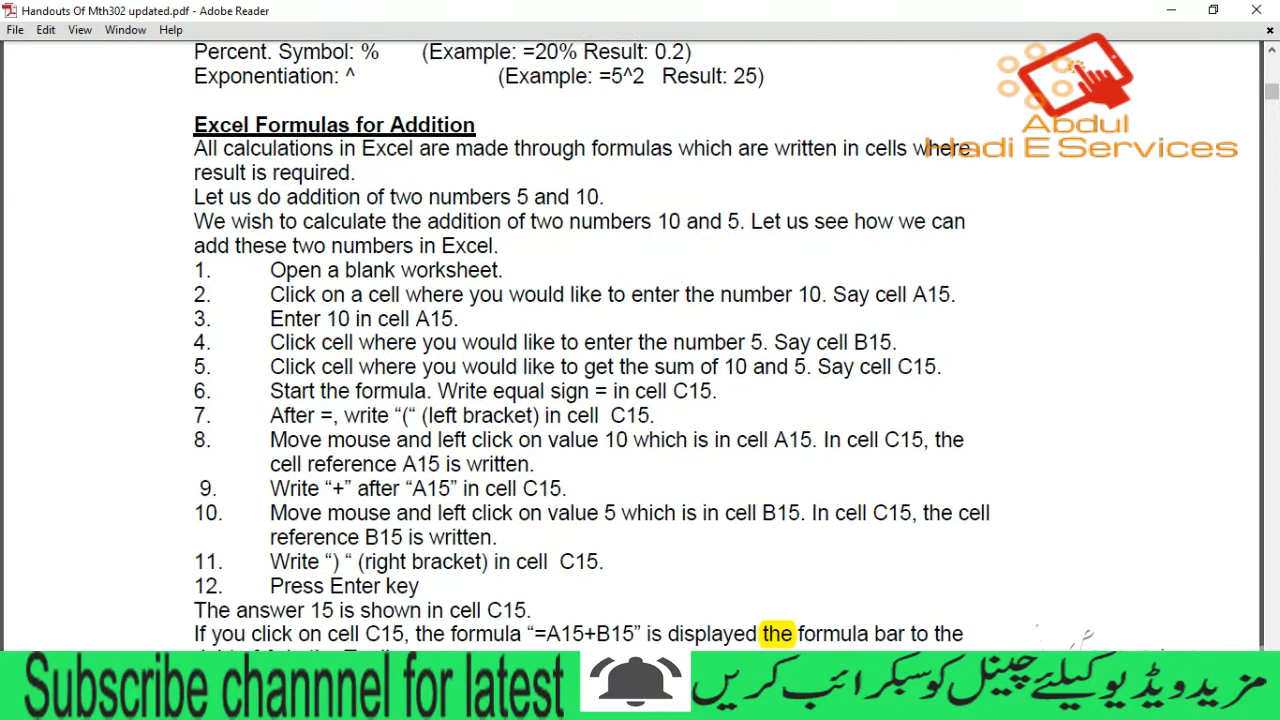 Handouts Of Mth302 updated.pdf - Adobe Reader
File Edit View Window Help
Percent. Symbol: % (Example: =20% Result: 0.2)
Exponentiation: ^ (Example: =5^2 Result: 25)
Abdul
Hadi E Services
Excel Formulas for Addition
All calculations in Excel are made through formulas which are written in cells where
result is required.
Let us do addition of two numbers 5 and 10.
We wish to calculate the addition of two numbers 10 and 5. Let us see how we can
add these two numbers in Excel.
1. Open a blank worksheet.
2. Click on a cell where you would like to enter the number 10. Say cell A15.
3. Enter 10 in cell A15.
4. Click cell where you would like to enter the number 5. Say cell B15.
5. Click cell where you would like to get the sum of 10 and 5. Say cell C15.
6. Start the formula. Write equal sign = in cell C15.
7. After =, write “(“ (left bracket) in cell C15.
8. Move mouse and left click on value 10 which is in cell A15. In cell C15, the
cell reference A15 is written.
9. Write “+” after “A15” in cell C15.
10. Move mouse and left click on value 5 which is in cell B15. In cell C15, the cell
reference B15 is written.
11. Write “) “ (right bracket) in cell C15.
12. Press Enter key
The answer 15 is shown in cell C15.
If you click on cell C15, the formula “=A15+B15” is displayed the formula bar to the
Subscribe channnel for latest
مزید ویڈیو کیلئے چینل کو سبکرائب کریں